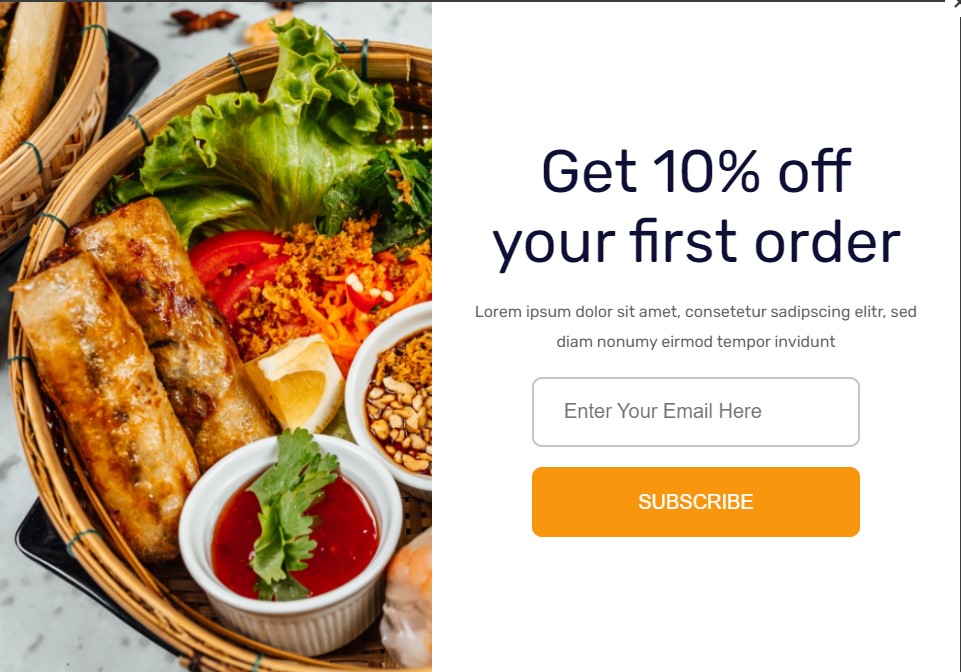 Get 10% off
your first order
Lorem ipsum dolor sit amet, consetetur sadipscing elitr, sed
diam nonumy eirmod tempor invidunt
Enter Your Email Here
SUBSCRIBE